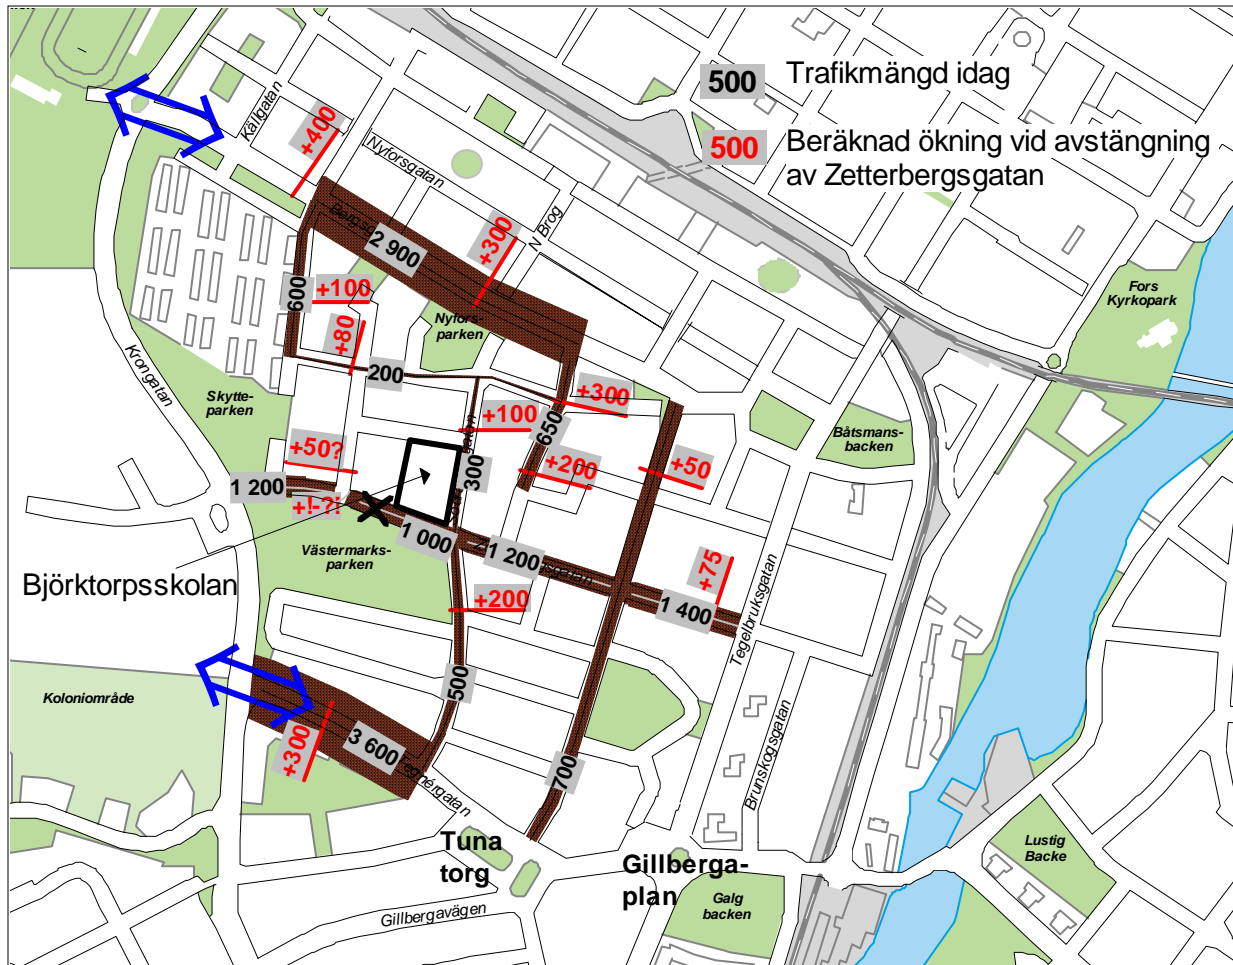 500
Trafikmängd idag
500
Beräknad ökning vid avstängning
av Zetterbergsgatan
Källgatan
+400
Nyforsgatan
N Brog
2 900
+300
Fors
Kyrkopark
600
+100
Nyfors-
parken
+80
Krongatan
200
Skytte-
parken
+300
+100
650
Båtsmans-
backen
+50?
300
+200
+50
1 200
+!-?!
1 000
Västermarks-
parken
1 200
+75
Björktorpsskolan
+200
1 400
Tegelbruksgatan
500
Koloniområde
+300
3 600
Tegnérgatan
700
Brunskogsgatan
Tuna
torg
Gillberga-
plan
Lustig
Backe
Galg
backen
Gillbergavägen